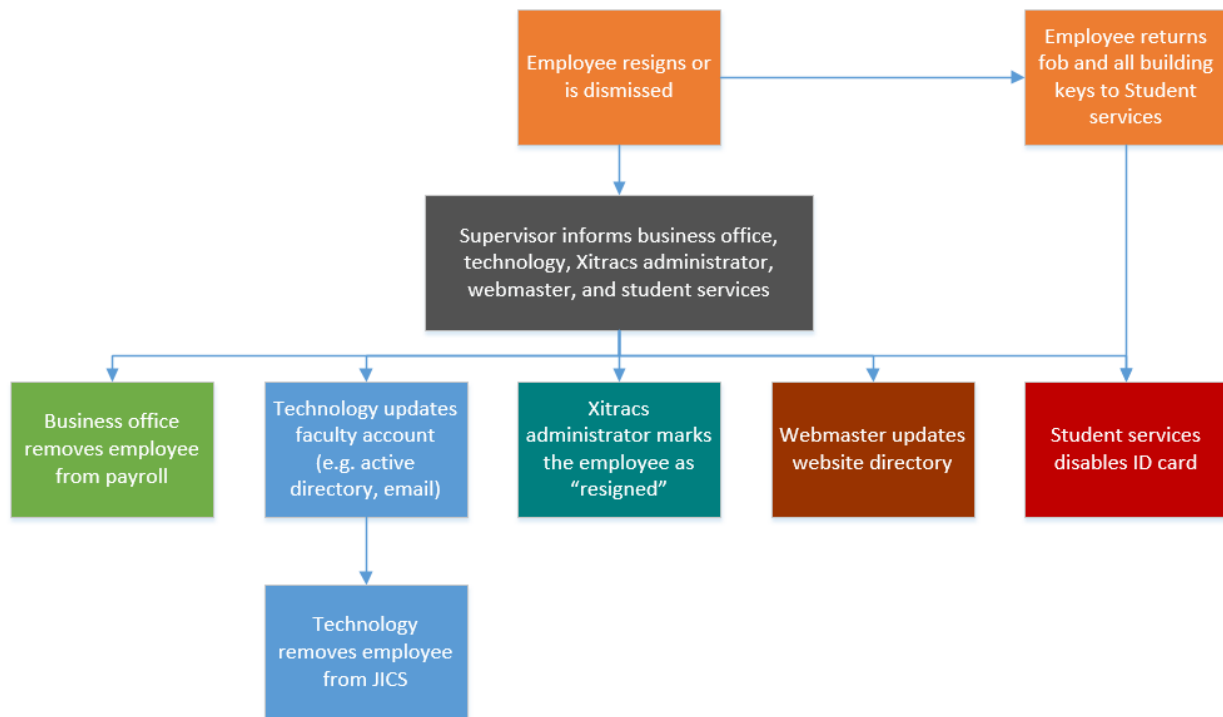 Employee resigns or
is dismissed
Employee returns
fob and all building
keys to Student
services
Supervisor informs business office,
technology, Xitracs administrator,
webmaster, and student services
Business office
removes employee
from payroll
Technology updates
faculty account
(e.g. active
directory, email)
Xitracs
administrator marks
the employee as
“resigned”
Webmaster updates
website directory
Student services
disables ID card
Technology
removes employee
from JICS